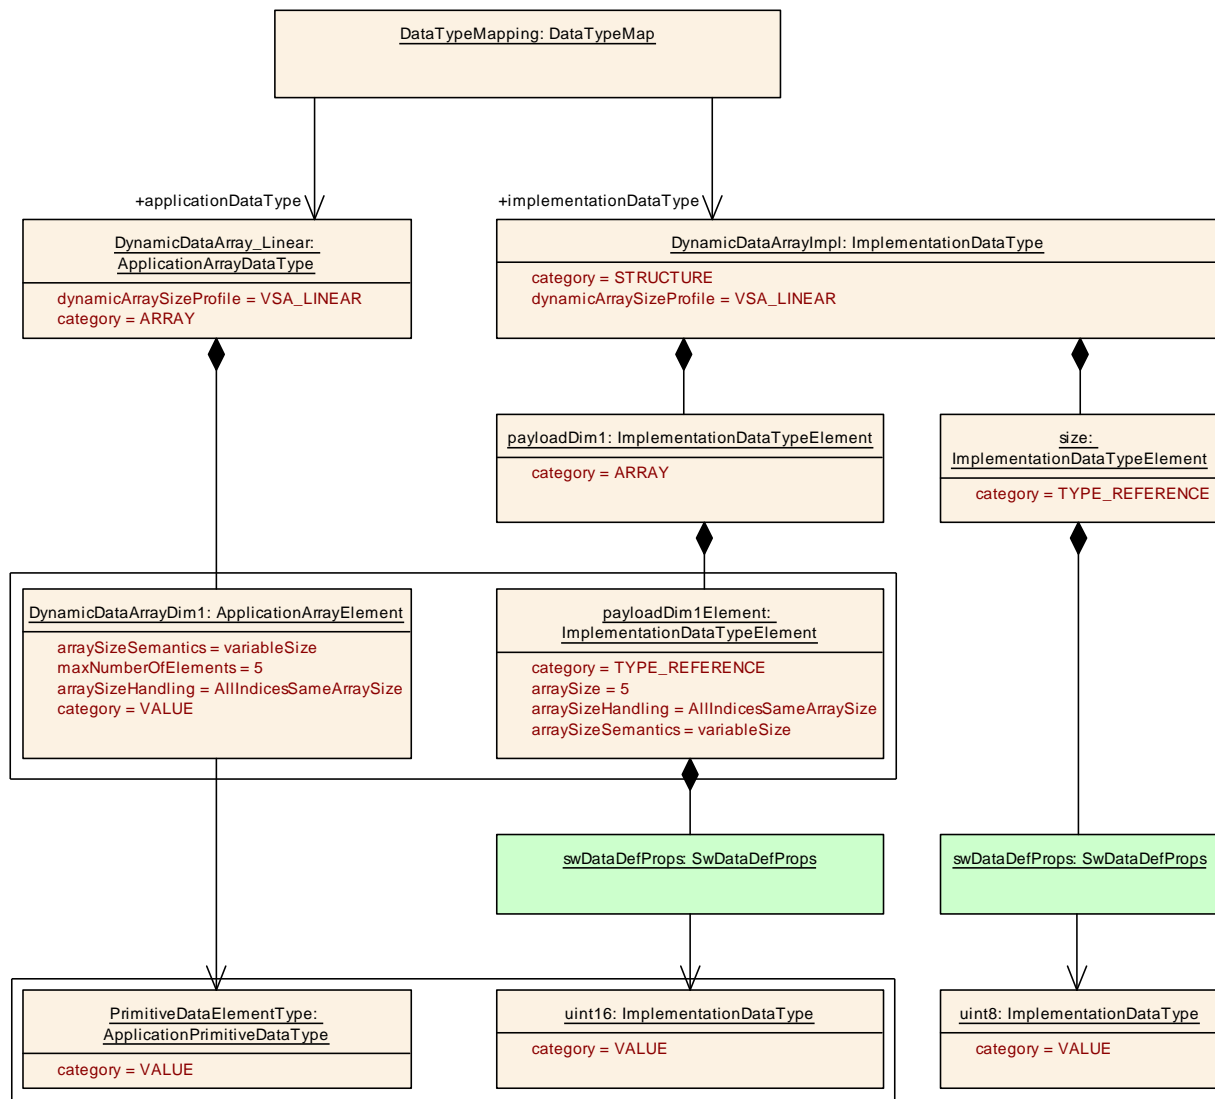 DataTypeMapping: DataTypeMap
+applicationDataType
+implementationDataType
DynamicDataArray_Linear:
ApplicationArrayDataType
dynamicArraySizeProfile = VSA_LINEAR
category = ARRAY
DynamicDataArrayImpl: ImplementationDataType
category = STRUCTURE
dynamicArraySizeProfile = VSA_LINEAR
payloadDim1: ImplementationDataTypeElement
category = ARRAY
size:
ImplementationDataTypeElement
category = TYPE_REFERENCE
DynamicDataArrayDim1: ApplicationArrayElement
arraySizeSemantics = variableSize
maxNumberOfElements = 5
arraySizeHandling = AllIndicesSameArraySize
category = VALUE
payloadDim1Element:
ImplementationDataTypeElement
category = TYPE_REFERENCE
arraySize = 5
arraySizeHandling = AllIndicesSameArraySize
arraySizeSemantics = variableSize
swDataDefProps: SwDataDefProps
swDataDefProps: SwDataDefProps
PrimitiveDataElementType:
ApplicationPrimitiveDataType
category = VALUE
uint16: ImplementationDataType
category = VALUE
uint8: ImplementationDataType
category = VALUE